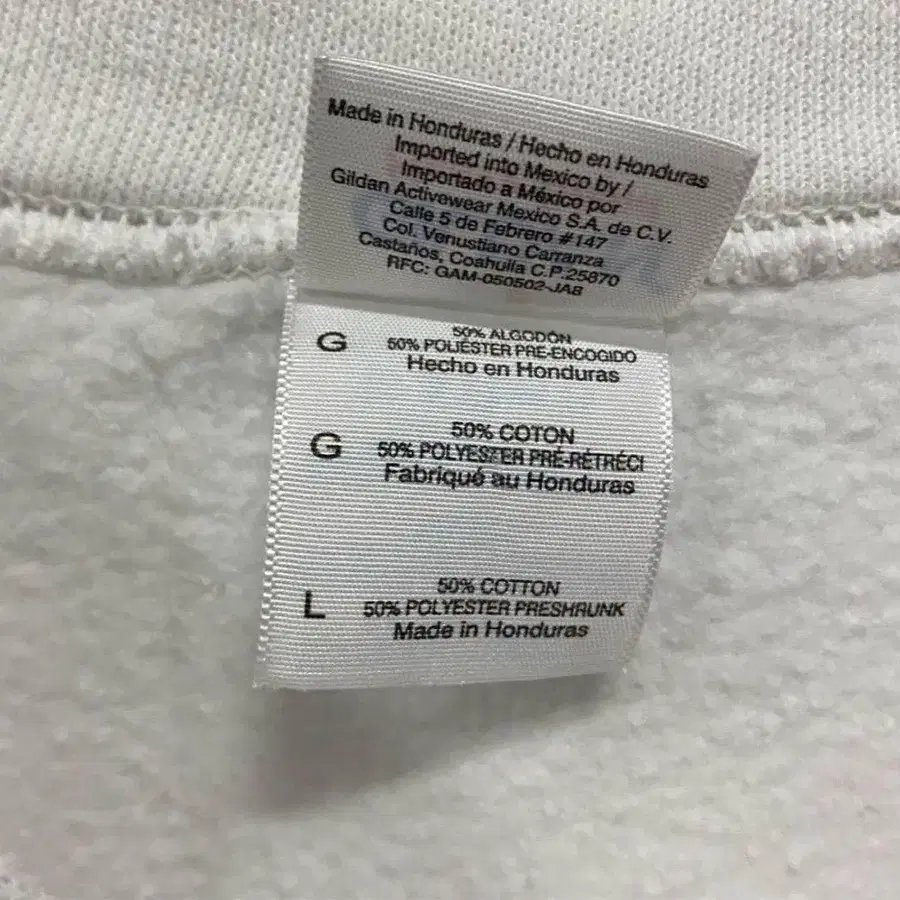 Made in Honduras / Hecho en Honduras
Imported into Mexico by /
Importado a México por
Gildan Activewear Mexico S.A. de C.V.
Calle 5 de Febrero #147
Col. Venustiano Carranza
Castaños, Coahuila C.P.25870
RFC: GAM-050502-JA8
50% ALGODÓN
G 50% POLIÉSTER PRE-ENCOGIDO
Hecho en Honduras
50% COTON
G 50% POLYESTER PRÉ-RÉTRÉCI
Fabriqué au Honduras
50% COTTON
L 50% POLYESTER PRESHRUNK
Made in Honduras